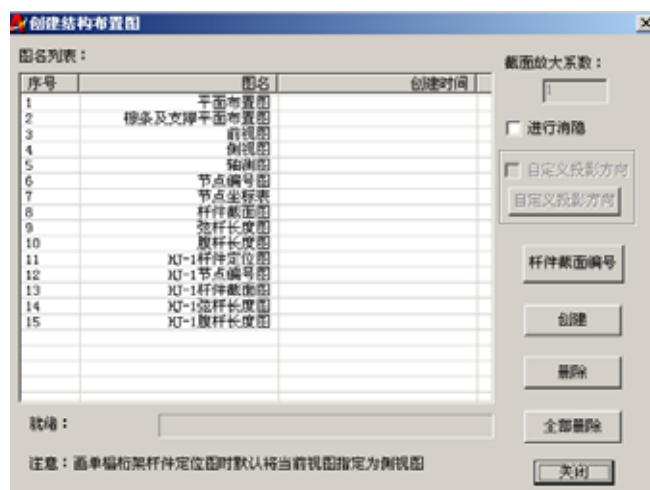 创建结构布置图
图名列表：
序号 图名 创建时间
1 平面布置图
2 檩条及支撑平面布置图
3 前视图
4 侧视图
5 轴测图
6 节点编号图
7 节点坐标表
8 杆件截面图
9 弦杆长度图
10 腹杆长度图
11 HJ-1杆件定位图
12 HJ-1节点编号图
13 HJ-1杆件截面图
14 HJ-1弦杆长度图
15 HJ-1腹杆长度图
就绪：
注意：画单榀桁架杆件定位图时默认将当前视图指定为侧视图
截面放大系数：
1
进行消隐
自定义投影方向
自定义投影方向
杆件截面编号
创建
删除
全部删除
关闭